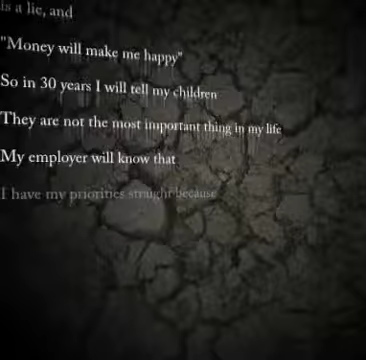 is a lie, and
"Money will make me happy"
So in 30 years I will tell my children
They are not the most important thing in my life
My employer will know that
I have my priorities straight because